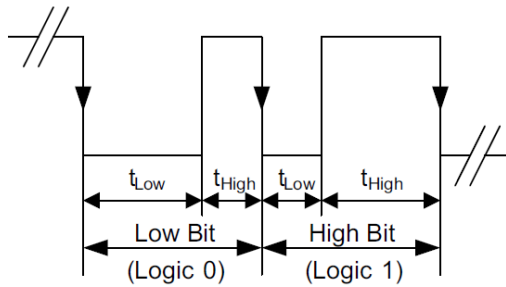 tLow tHigh tLow tHigh
Low Bit High Bit
(Logic 0) (Logic 1)